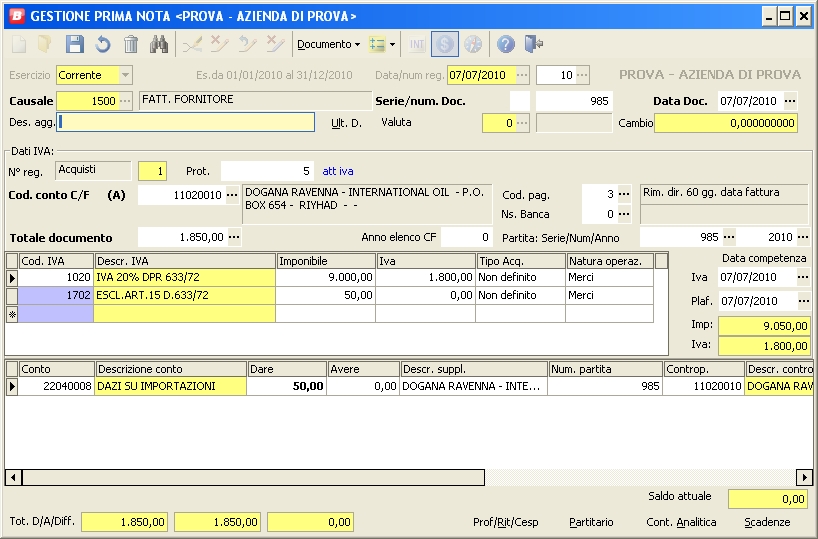 B GESTIONE PRIMA NOTA <PROVA - AZIENDA DI PROVA>
Documento INT $ ?
Esercizio Corrente Es.da 01/01/2010 al 31/12/2010 Data/num reg. 07/07/2010 ... 10 ... PROVA - AZIENDA DI PROVA
Causale 1500 ... FATT. FORNITORE Serie/num. Doc. 985 Data Doc. 07/07/2010 ...
Des. agg. Ult. D. Valuta 0 ... Cambio 0,000000000
Dati IVA:
N° reg. Acquisti 1 Prot. 5 att iva
Cod. conto C/F (A) 11020010 ... DOGANA RAVENNA - INTERNATIONAL OIL - P.O. BOX 654 - RIYHAD - - Cod. pag. 3 ... Rim. dir. 60 gg. data fattura
Ns. Banca 0 ...
Totale documento 1.850,00 ... Anno elenco CF 0 Partita: Serie/Num/Anno 985 ... 2010 ...
Cod. IVA Descr. IVA Imponibile Iva Tipo Acq. Natura operaz. Data competenza
1020 IVA 20% DPR 633/72 9.000,00 1.800,00 Non definito Merci Iva 07/07/2010 ...
1702 ESCL.ART.15 D.633/72 50,00 0,00 Non definito Merci Plaf. 07/07/2010 ...
Imp: 9.050,00
Iva: 1.800,00
Conto Descrizione conto Dare Avere Descr. suppl. Num. partita Controp. Descr. contro
22040008 DAZI SU IMPORTAZIONI 50,00 0,00 DOGANA RAVENNA - INTE... 985 11020010 DOGANA RAV
Saldo attuale 0,00
Tot. D/A/Diff. 1.850,00 1.850,00 0,00 Prof/Rit/Cesp Partitario Cont. Analitica Scadenze